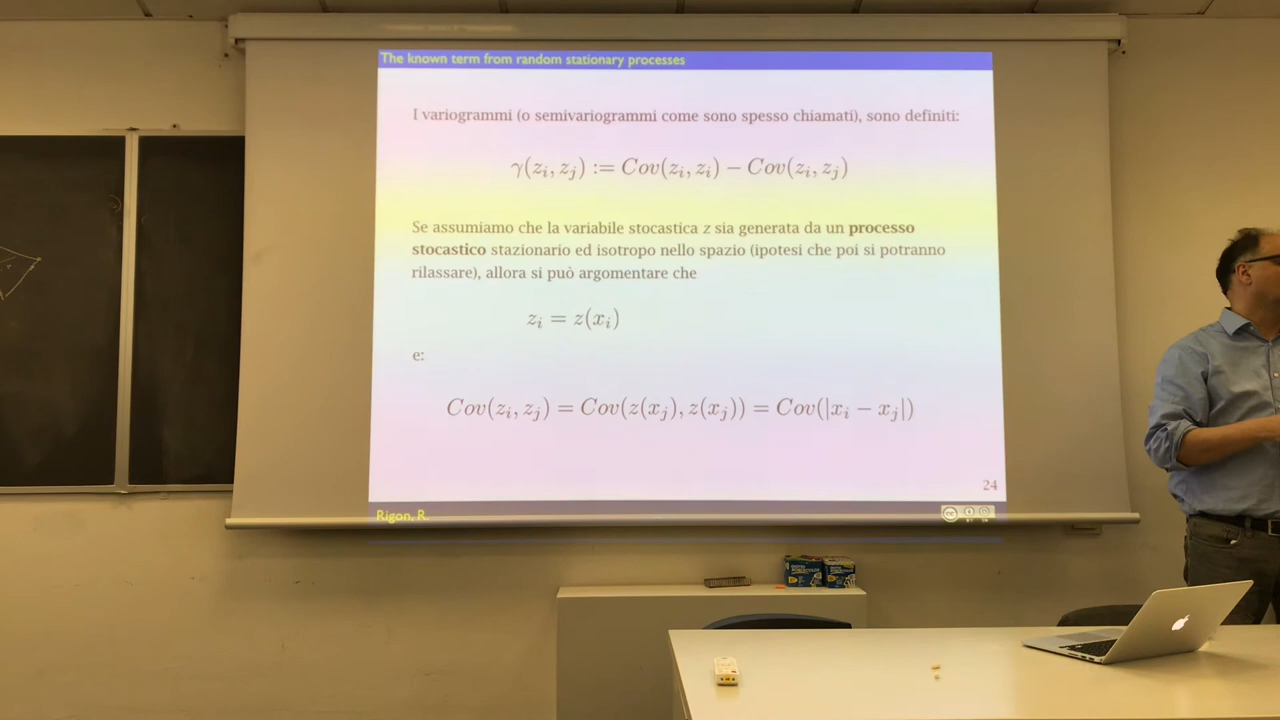 The known term from random stationary processes
I variogrammi (o semivariogrammi come sono spesso chiamati), sono definiti:
γ(z_i, z_j) := Cov(z_i, z_i) − Cov(z_i, z_j)
Se assumiamo che la variabile stocastica z sia generata da un processo
stocastico stazionario ed isotropo nello spazio (ipotesi che poi si potranno
rilassare), allora si può argomentare che
z_i = z(x_i)
e:
Cov(z_i, z_j) = Cov(z(x_j), z(x_j)) = Cov(|x_i − x_j|)
24
Rigon, R.
cc